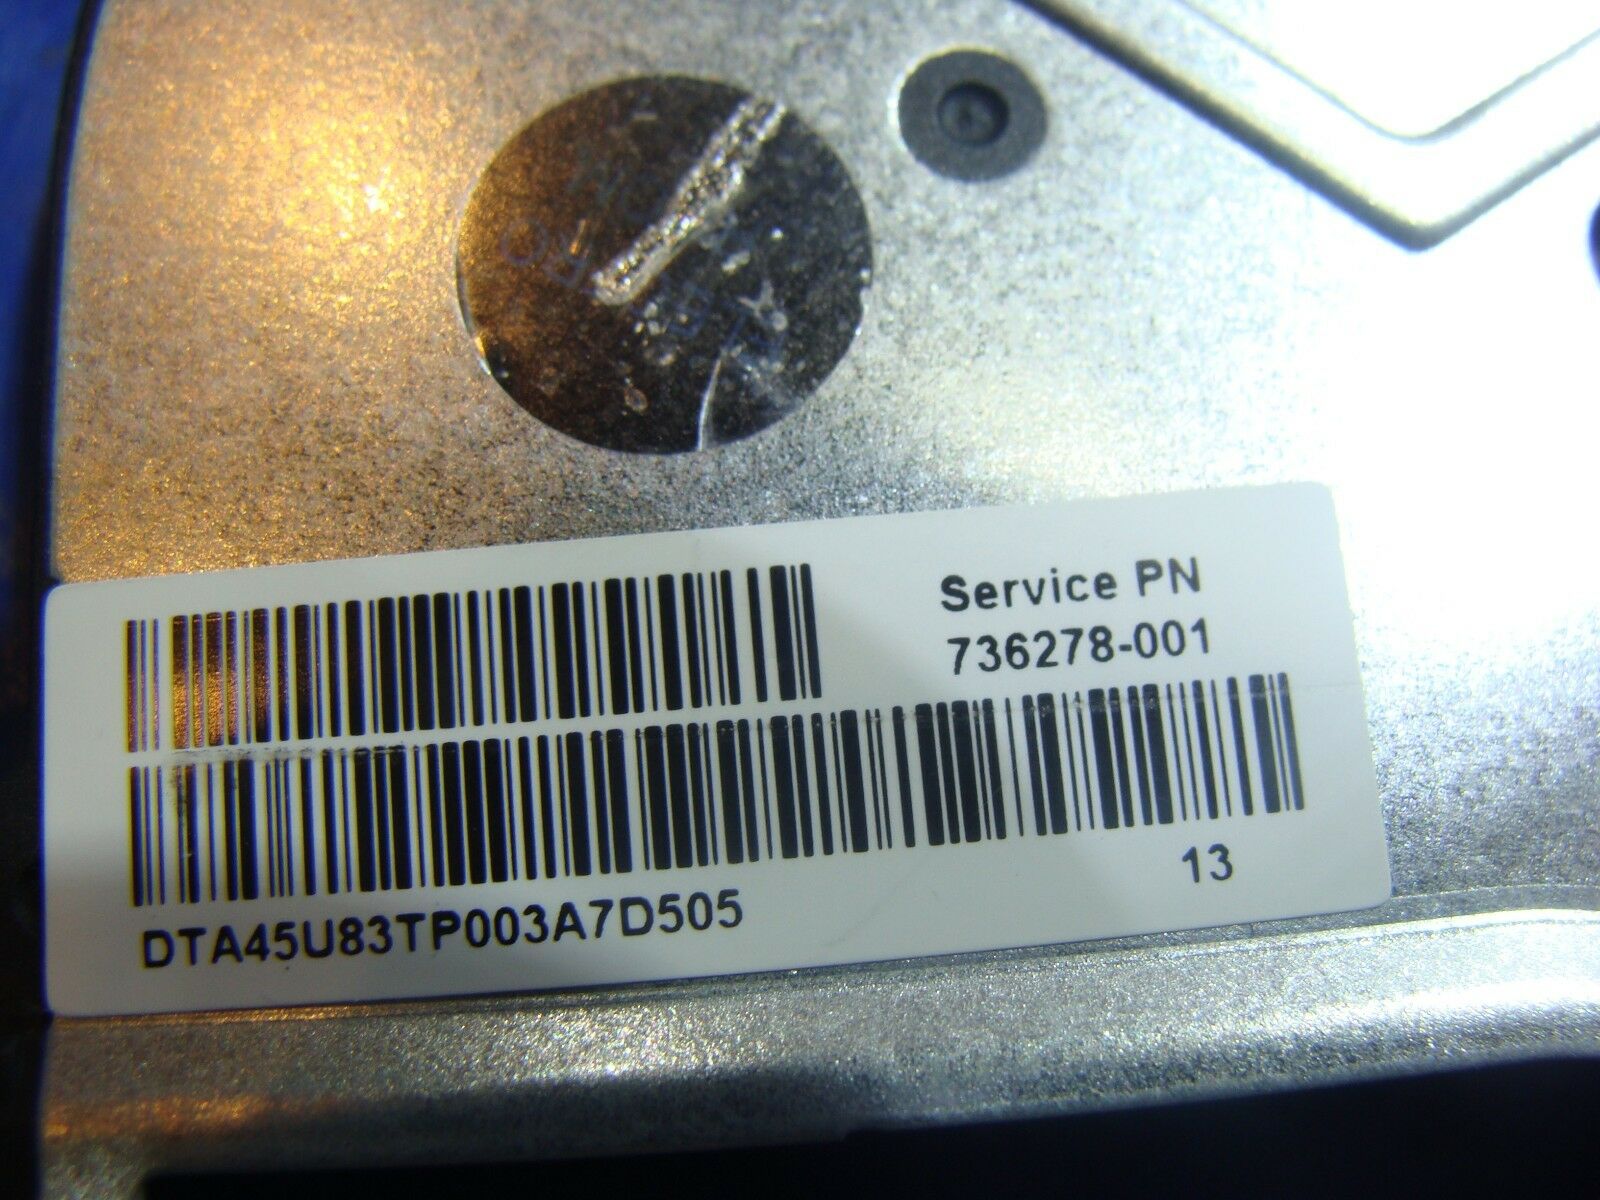 Service PN
736278-001
13
DTA45U83TP003A7D505